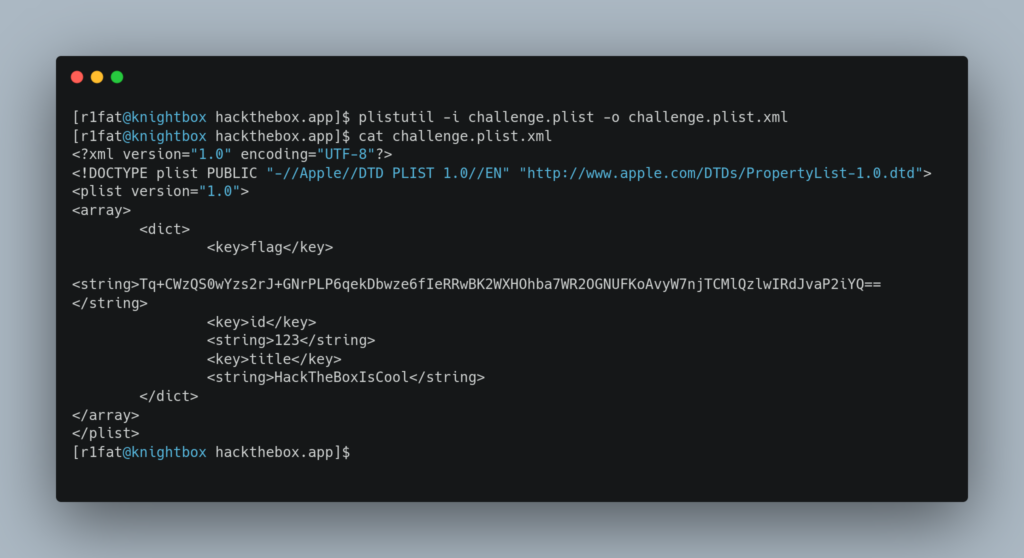 [r1fat@knightbox hackthebox.app]$ plistutil -i challenge.plist -o challenge.plist.xml
[r1fat@knightbox hackthebox.app]$ cat challenge.plist.xml
<?xml version="1.0" encoding="UTF-8"?>
<!DOCTYPE plist PUBLIC "-//Apple//DTD PLIST 1.0//EN" "http://www.apple.com/DTDs/PropertyList-1.0.dtd">
<plist version="1.0">
<array>
<dict>
<key>flag</key>
<string>Tq+CWzQS0wYzs2rJ+GNrPLP6qekDbwze6fIeRRwBK2WXHOhba7WR2OGNUFKoAvyW7njTCMlQzlwIRdJvaP2iYQ==
</string>
<key>id</key>
<string>123</string>
<key>title</key>
<string>HackTheBoxIsCool</string>
</dict>
</array>
</plist>
[r1fat@knightbox hackthebox.app]$